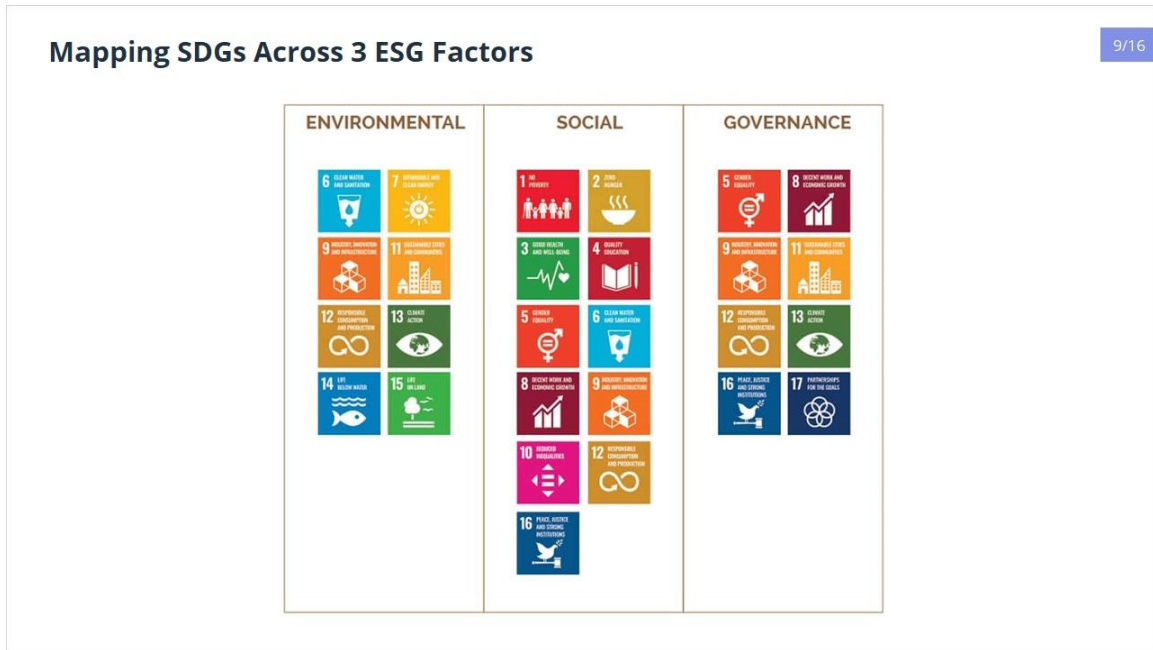 Mapping SDGs Across 3 ESG Factors
9/16
ENVIRONMENTAL
6 CLEAN WATER
AND SANITATION
7 AFFORDABLE AND
CLEAN ENERGY
9 INDUSTRY, INNOVATION
AND INFRASTRUCTURE
11 SUSTAINABLE CITIES
AND COMMUNITIES
12 RESPONSIBLE
CONSUMPTION
AND PRODUCTION
13 CLIMATE
ACTION
14 LIFE
BELOW WATER
15 LIFE
ON LAND
SOCIAL
1 NO
POVERTY
2 ZERO
HUNGER
3 GOOD HEALTH
AND WELL-BEING
4 QUALITY
EDUCATION
5 GENDER
EQUALITY
6 CLEAN WATER
AND SANITATION
8 DECENT WORK AND
ECONOMIC GROWTH
9 INDUSTRY, INNOVATION
AND INFRASTRUCTURE
10 REDUCED
INEQUALITIES
12 RESPONSIBLE
CONSUMPTION
AND PRODUCTION
16 PEACE, JUSTICE
AND STRONG
INSTITUTIONS
GOVERNANCE
5 GENDER
EQUALITY
8 DECENT WORK AND
ECONOMIC GROWTH
9 INDUSTRY, INNOVATION
AND INFRASTRUCTURE
11 SUSTAINABLE CITIES
AND COMMUNITIES
12 RESPONSIBLE
CONSUMPTION
AND PRODUCTION
13 CLIMATE
ACTION
16 PEACE, JUSTICE
AND STRONG
INSTITUTIONS
17 PARTNERSHIPS
FOR THE GOALS